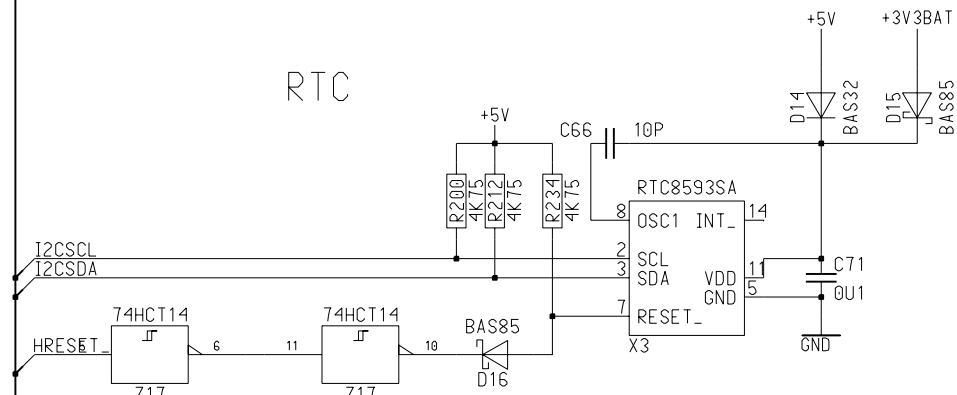 +5V
+3V3BAT
RTC
D14
BAS32
D15
BAS85
+5V
C66
10P
R200
4K75
R212
4K75
R234
4K75
RTC8593SA
8
OSC1
INT_
14
I2CSCL
2
SCL
I2CSDA
3
SDA
VDD
11
C71
GND
5
0U1
7
RESET_
74HCT14
74HCT14
BAS85
X3
GND
HRESET_
6
11
10
D16
Z17
Z17